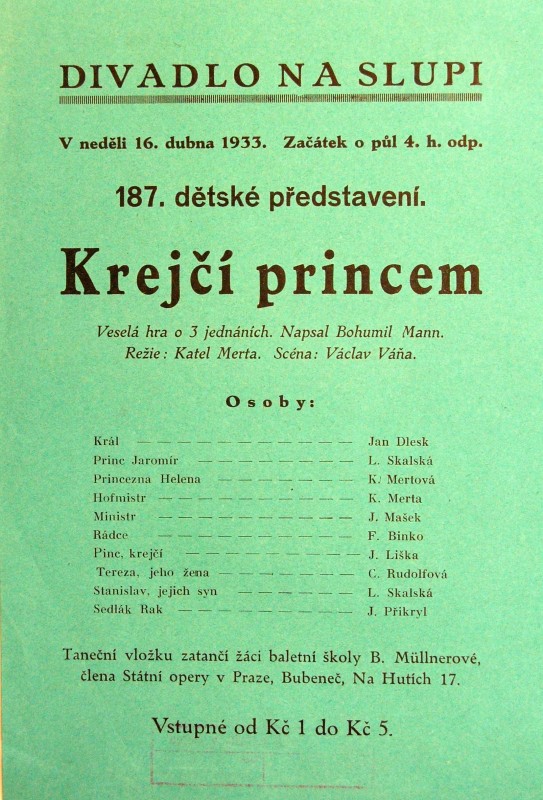 DIVADLO NA SLUPI
V neděli 16. dubna 1933. Začátek o půl 4. h. odp.
187. dětské představení.
Krejčí princem
Veselá hra o 3 jednáních. Napsal Bohumil Mann.
Režie: Katel Merta. Scéna: Václav Váňa.
Osoby:
Král — — — — — — — — — — Jan Dlesk
Princ Jaromír — — — — — — — L. Skalská
Princezna Helena — — — — — — K. Mertová
Hofmistr — — — — — — — — — K. Merta
Ministr — — — — — — — — — J. Mašek
Rádce — — — — — — — — — F. Binko
Pinc, krejčí — — — — — — — — J. Liška
Tereza, jeho žena — — — — — — C. Rudolfová
Stanislav, jejich syn — — — — — L. Skalská
Sedlák Rak — — — — — — — — J. Přikryl
Taneční vložku zatančí žáci baletní školy B. Müllnerové,
člena Státní opery v Praze, Bubeneč, Na Hutích 17.
Vstupné od Kč 1 do Kč 5.